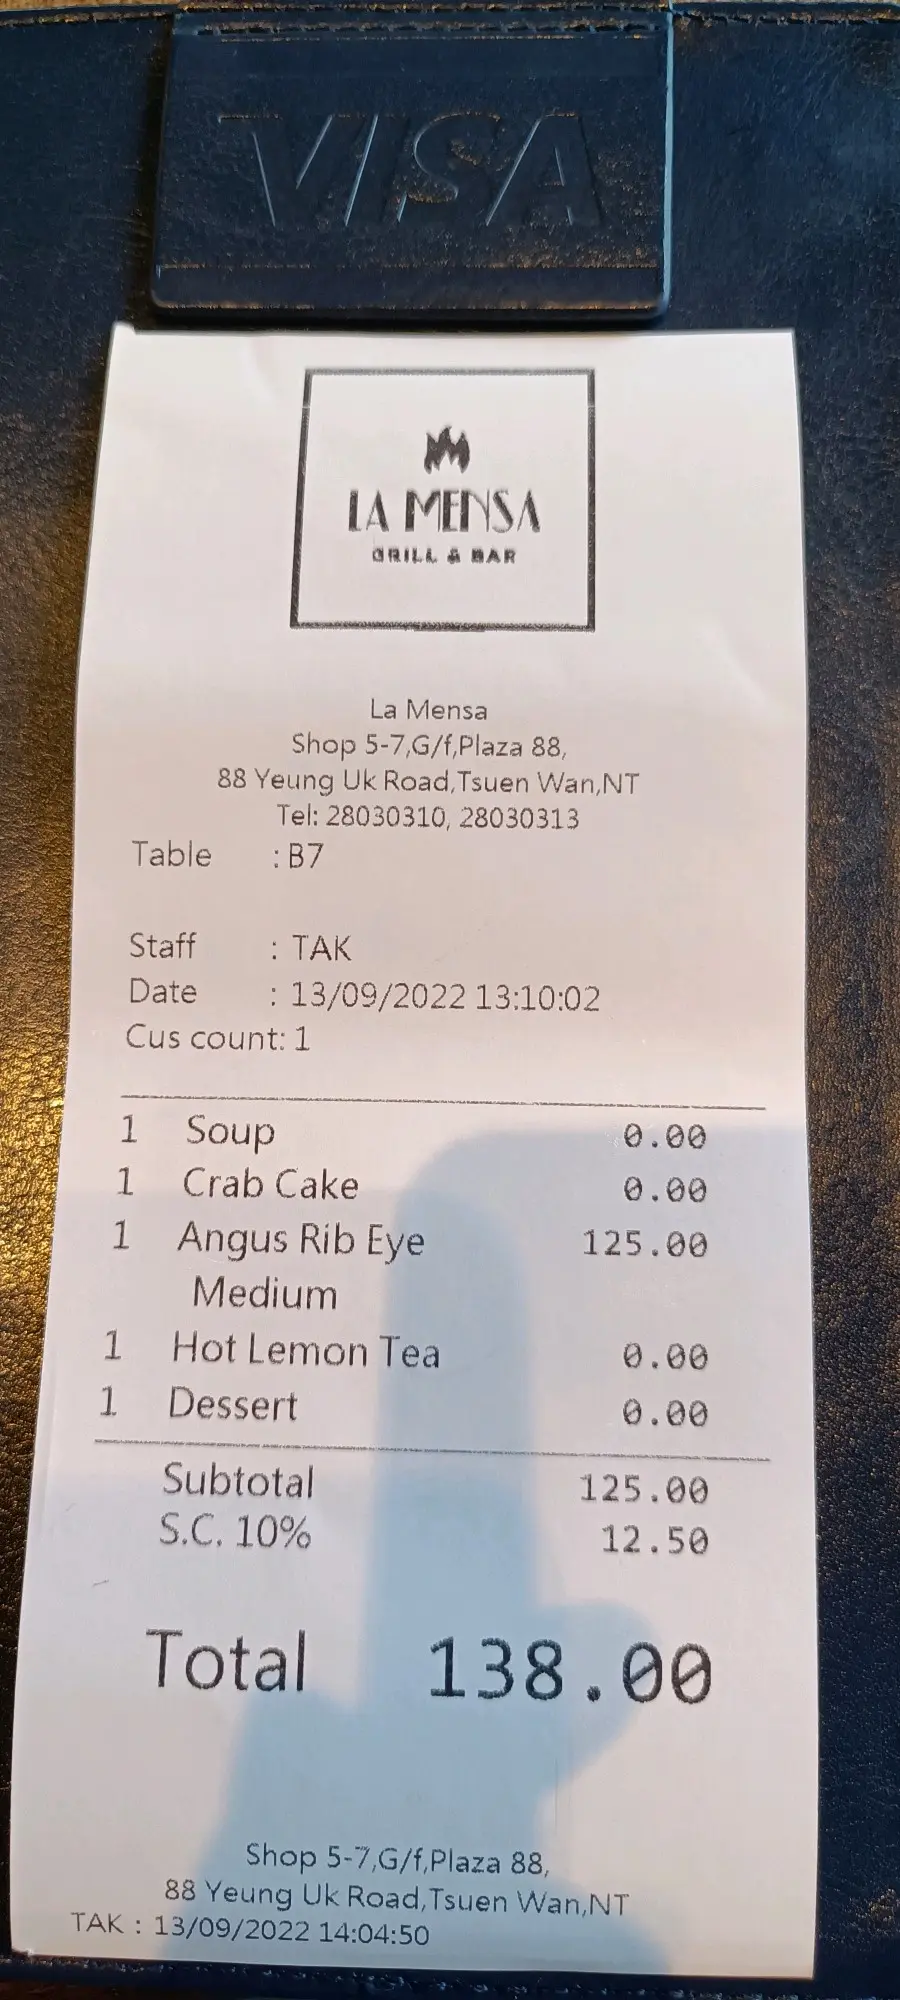 VISA
LA MENSA
GRILL & BAR
La Mensa
Shop 5-7,G/f,Plaza 88,
88 Yeung Uk Road,Tsuen Wan,NT
Tel: 28030310, 28030313
Table : B7
Staff : TAK
Date : 13/09/2022 13:10:02
Cus count: 1
1 Soup 0.00
1 Crab Cake 0.00
1 Angus Rib Eye 125.00
Medium
1 Hot Lemon Tea 0.00
1 Dessert 0.00
Subtotal 125.00
S.C. 10% 12.50
Total 138.00
Shop 5-7,G/f,Plaza 88,
88 Yeung Uk Road,Tsuen Wan,NT
TAK : 13/09/2022 14:04:50